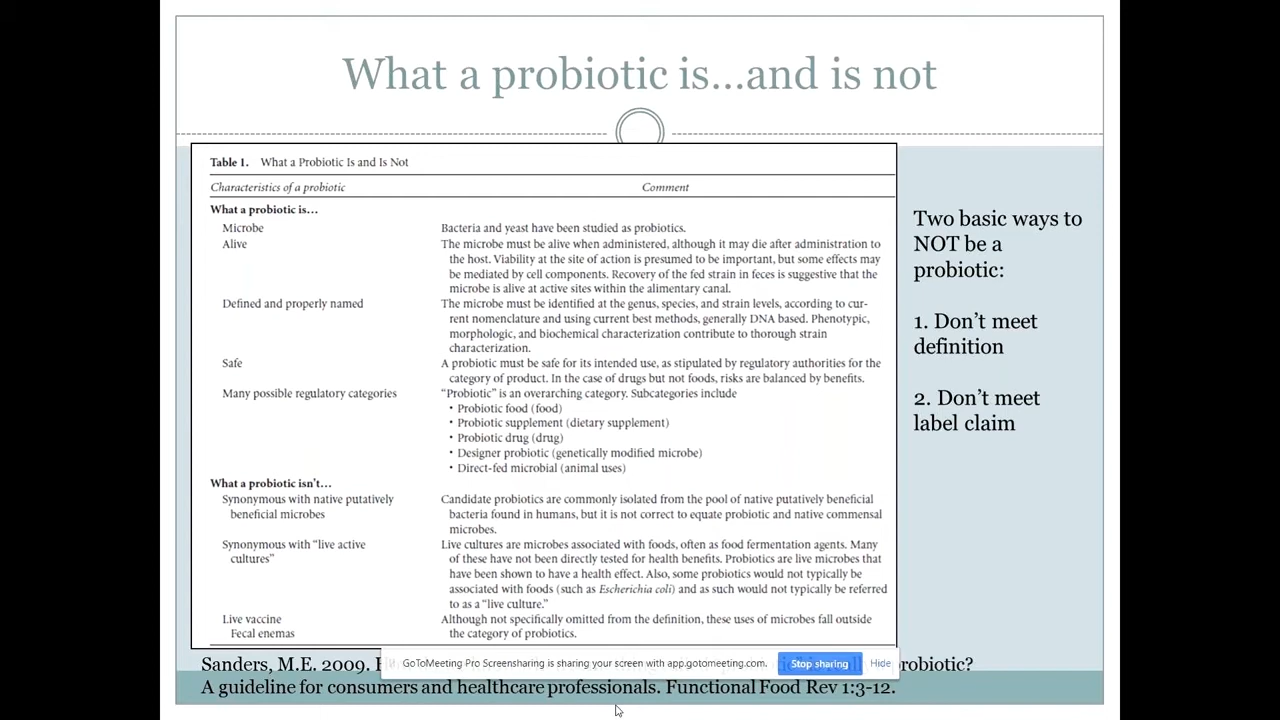 What a probiotic is...and is not
Table 1. What a Probiotic Is and Is Not
Characteristics of a probiotic Comment
What a probiotic is…
Microbe Bacteria and yeast have been studied as probiotics.
Alive The microbe must be alive when administered, although it may die after administration to
the host. Viability at the site of action is presumed to be important, but some effects may
be mediated by cell components. Recovery of the fed strain in feces is suggestive that the
microbe is alive at active sites within the alimentary canal.
Defined and properly named The microbe must be identified at the genus, species, and strain levels, according to cur-
rent nomenclature and using current best methods, generally DNA based. Phenotypic,
morphologic, and biochemical characterization contribute to thorough strain
characterization.
Safe A probiotic must be safe for its intended use, as stipulated by regulatory authorities for the
category of product. In the case of drugs but not foods, risks are balanced by benefits.
Many possible regulatory categories “Probiotic” is an overarching category. Subcategories include
• Probiotic food (food)
• Probiotic supplement (dietary supplement)
• Probiotic drug (drug)
• Designer probiotic (genetically modified microbe)
• Direct-fed microbial (animal uses)
What a probiotic isn’t…
Synonymous with native putatively Candidate probiotics are commonly isolated from the pool of native putatively beneficial
beneficial microbes bacteria found in humans, but it is not correct to equate probiotic and native commensal
microbes.
Synonymous with “live active Live cultures are microbes associated with foods, often as food fermentation agents. Many
cultures” of these have not been directly tested for health benefits. Probiotics are live microbes that
have been shown to have a health effect. Also, some probiotics would not typically be
associated with foods (such as Escherichia coli) and as such would not typically be referred
to as a “live culture.”
Live vaccine Although not specifically omitted from the definition, these uses of microbes fall outside
Fecal enemas the category of probiotics.
Two basic ways to
NOT be a
probiotic:
1. Don’t meet
definition
2. Don’t meet
label claim
Sanders, M.E. 2009. probiotic?
A guideline for consumers and healthcare professionals. Functional Food Rev 1:3-12.
GoToMeeting Pro Screensharing is sharing your screen with app.gotomeeting.com. Stop sharing Hide